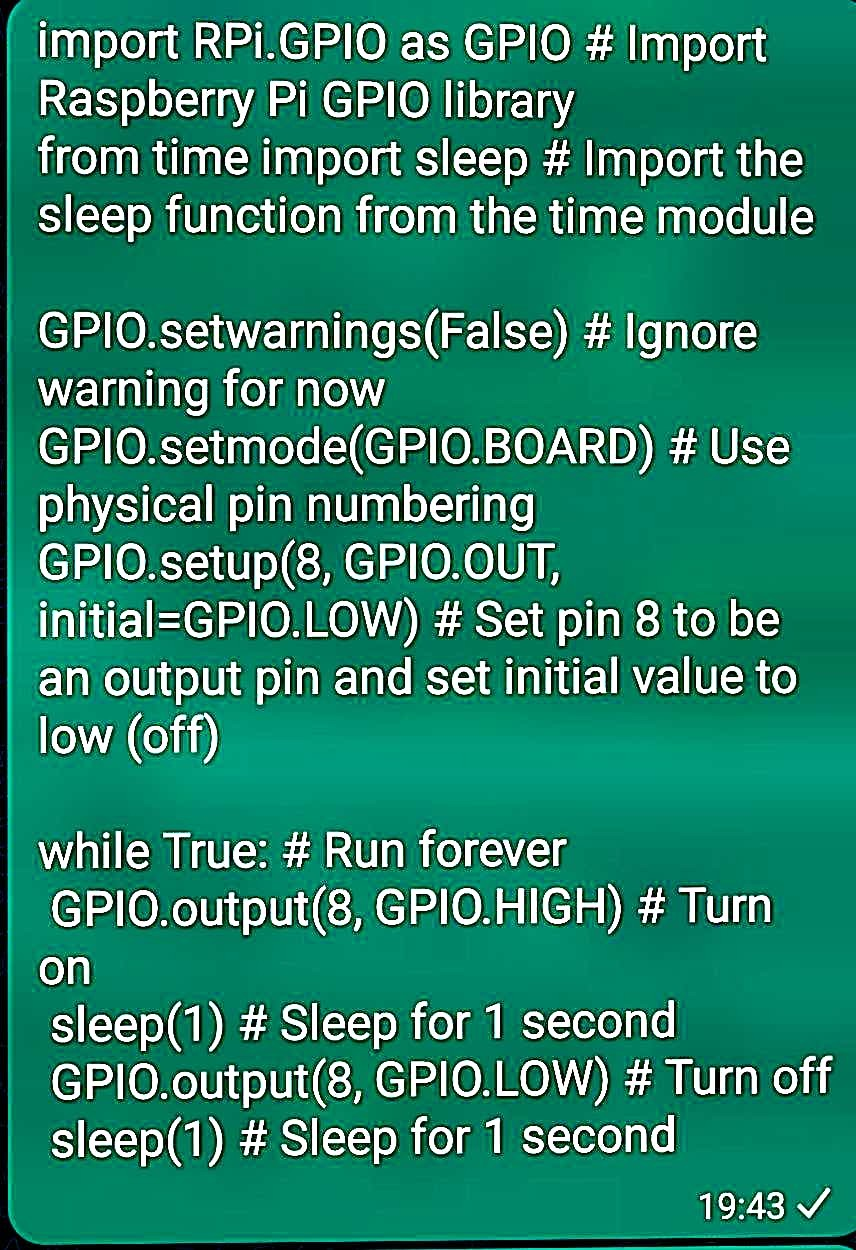 import RPi.GPIO as GPIO # Import
Raspberry Pi GPIO library
from time import sleep # Import the
sleep function from the time module

GPIO.setwarnings(False) # Ignore
warning for now
GPIO.setmode(GPIO.BOARD) # Use
physical pin numbering
GPIO.setup(8, GPIO.OUT,
initial=GPIO.LOW) # Set pin 8 to be
an output pin and set initial value to
low (off)

while True: # Run forever
 GPIO.output(8, GPIO.HIGH) # Turn
on
 sleep(1) # Sleep for 1 second
 GPIO.output(8, GPIO.LOW) # Turn off
 sleep(1) # Sleep for 1 second
19:43 ✓